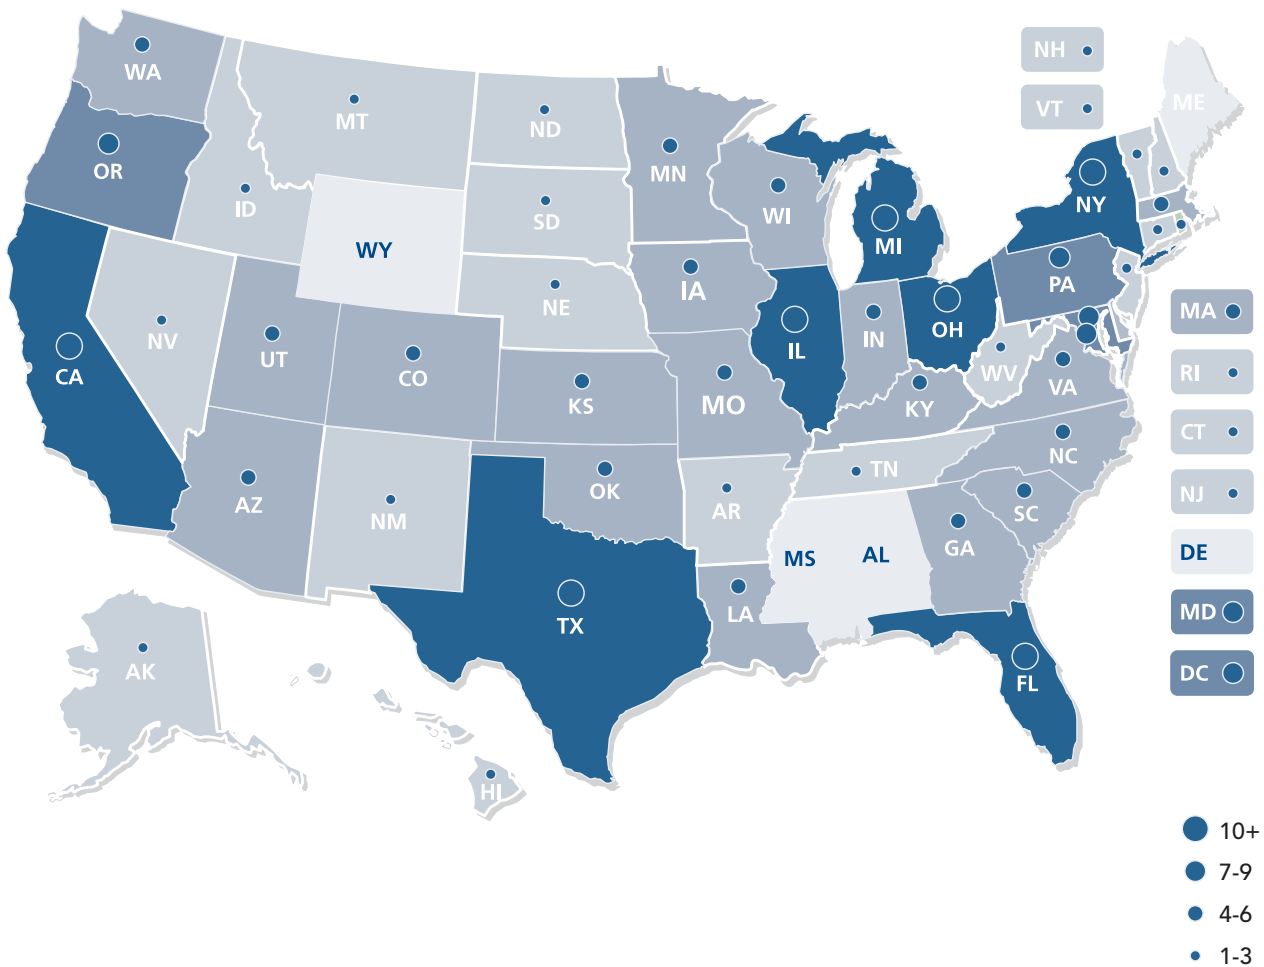 NH
VT
ME
WA
MT
ND
MN
OR
ID
SD
WI
NY
MI
WY
IA
PA
NE
NV
UT
CO
IL
IN
OH
MA
CA
KS
MO
KY
WV
VA
RI
AZ
NM
OK
AR
TN
NC
CT
SC
NJ
MS
AL
GA
DE
TX
LA
MD
FL
DC
AK
HI
10+
7-9
4-6
1-3